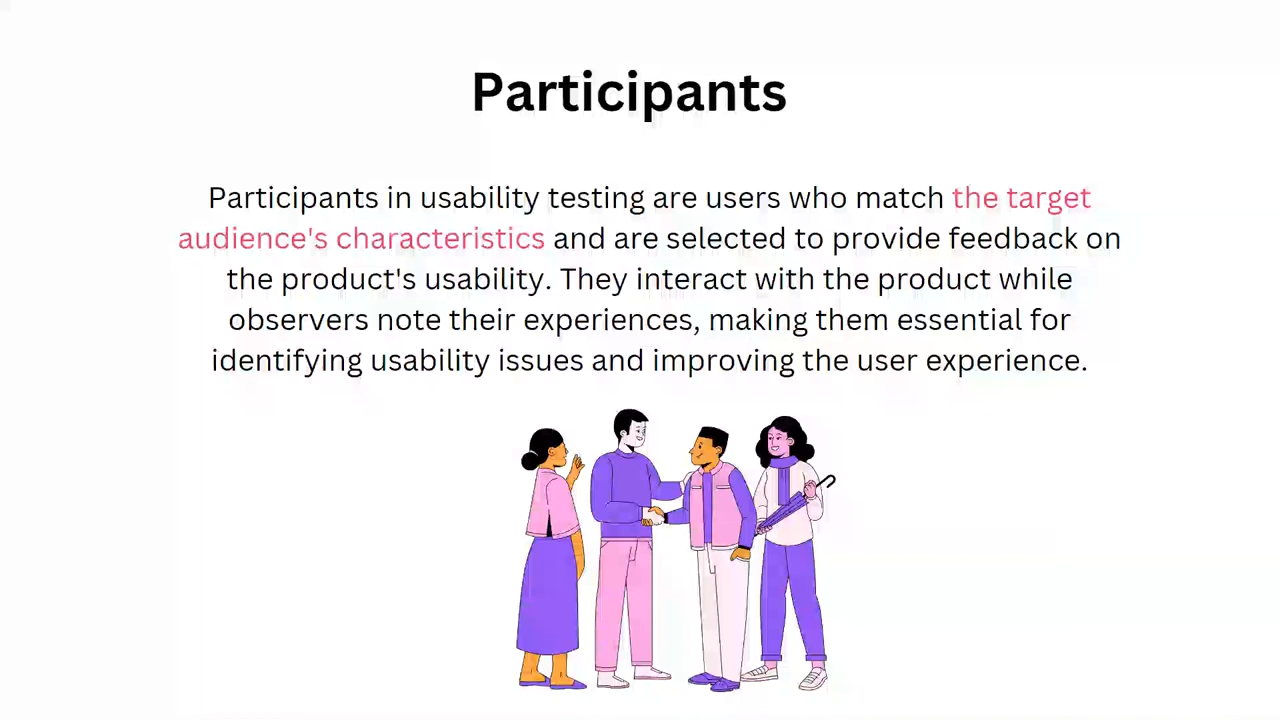 Participants
Participants in usability testing are users who match the target
audience's characteristics and are selected to provide feedback on
the product's usability. They interact with the product while
observers note their experiences, making them essential for
identifying usability issues and improving the user experience.